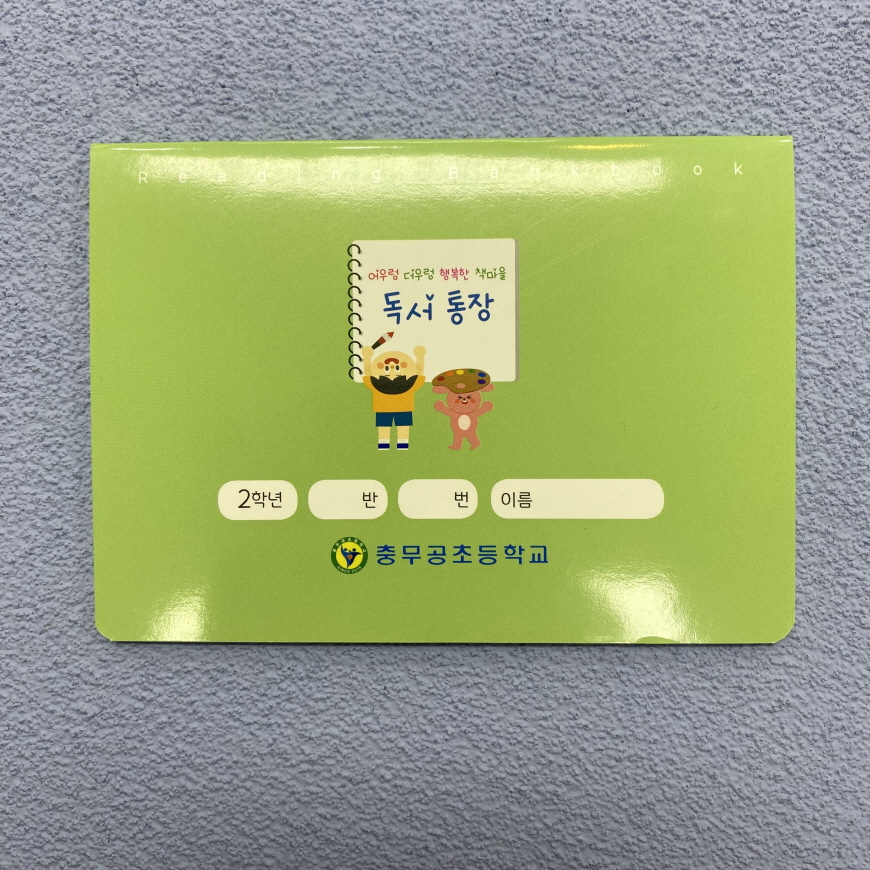 Reading Bankbook
어우렁 더우렁 행복한 책마을
독서 통장
2학년 반 번 이름
충무공초등학교